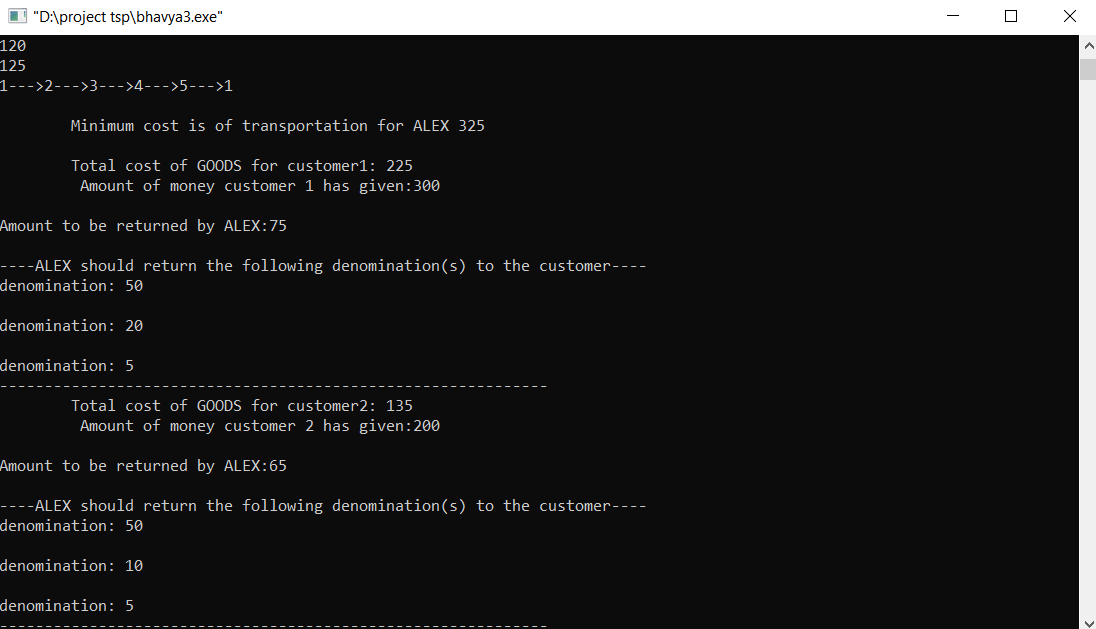 "D:\project tsp\bhavya3.exe"
120
125
1--->2--->3--->4--->5--->1
Minimum cost is of transportation for ALEX 325
Total cost of GOODS for customer1: 225
Amount of money customer 1 has given:300
Amount to be returned by ALEX:75
----ALEX should return the following denomination(s) to the customer----
denomination: 50
denomination: 20
denomination: 5
-------------------------------------------------------------
Total cost of GOODS for customer2: 135
Amount of money customer 2 has given:200
Amount to be returned by ALEX:65
----ALEX should return the following denomination(s) to the customer----
denomination: 50
denomination: 10
denomination: 5
-------------------------------------------------------------